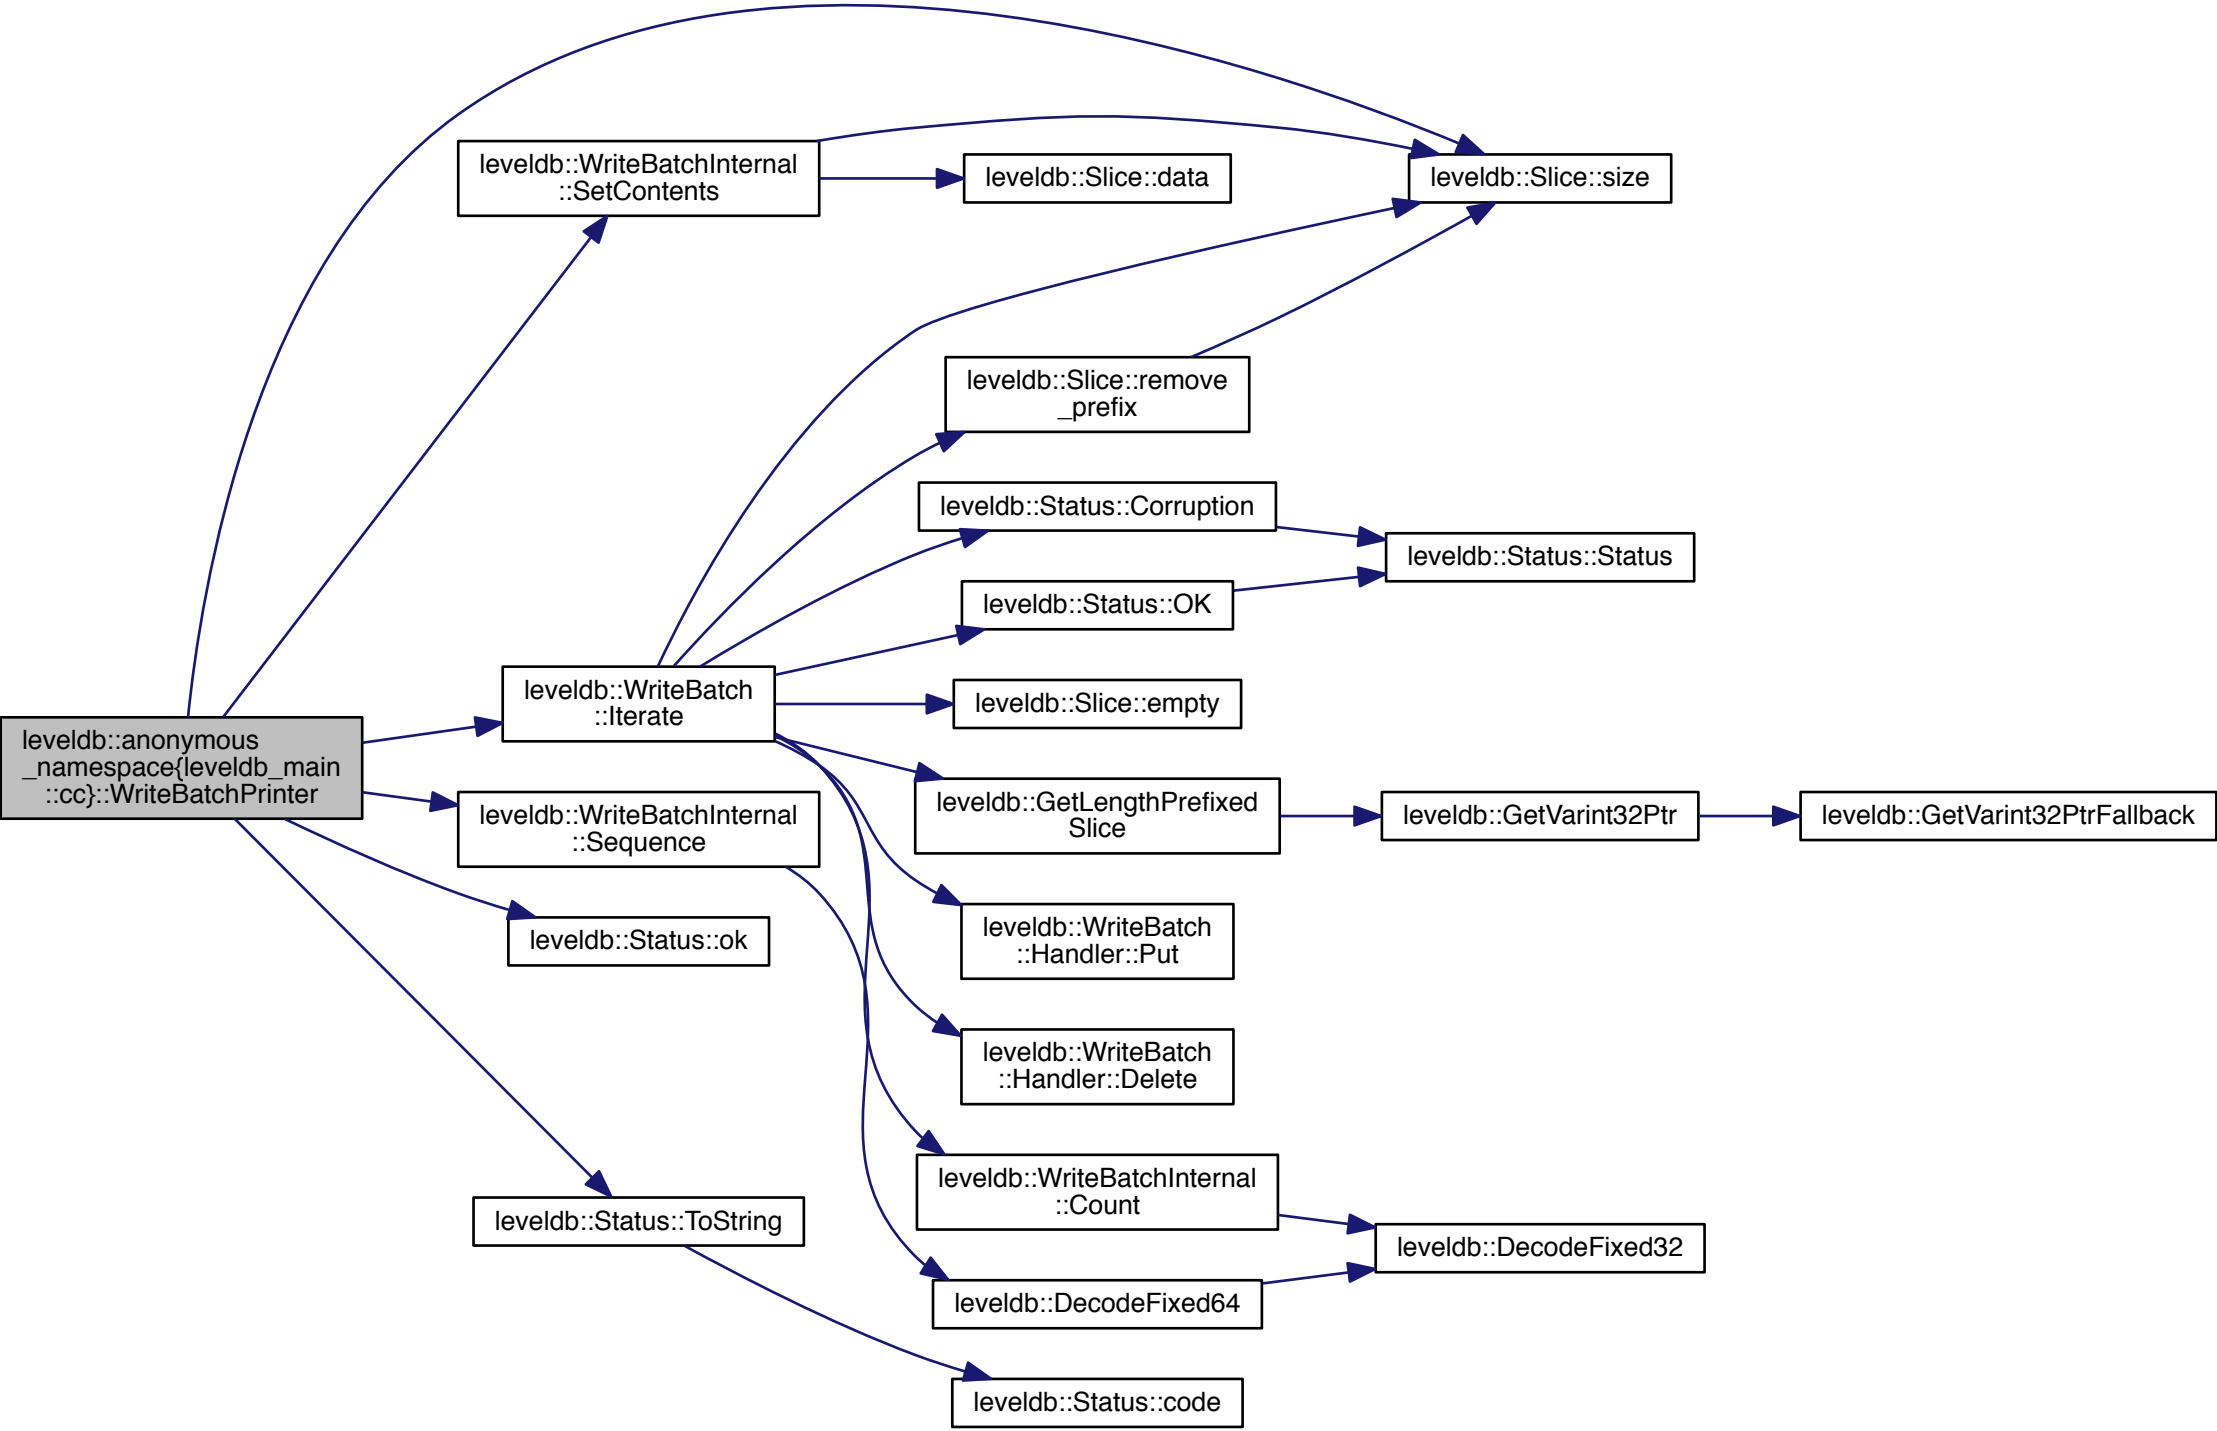 leveldb::anonymous
_namespace{leveldb_main
::cc}::WriteBatchPrinter
leveldb::WriteBatchInternal
::SetContents
leveldb::Slice::data
leveldb::Slice::size
leveldb::Slice::remove
_prefix
leveldb::Status::Corruption
leveldb::Status::Status
leveldb::Status::OK
leveldb::WriteBatch
::Iterate
leveldb::Slice::empty
leveldb::GetLengthPrefixed
Slice
leveldb::GetVarint32Ptr
leveldb::GetVarint32PtrFallback
leveldb::WriteBatchInternal
::Sequence
leveldb::Status::ok
leveldb::WriteBatch
::Handler::Put
leveldb::WriteBatch
::Handler::Delete
leveldb::WriteBatchInternal
::Count
leveldb::Status::ToString
leveldb::DecodeFixed32
leveldb::DecodeFixed64
leveldb::Status::code